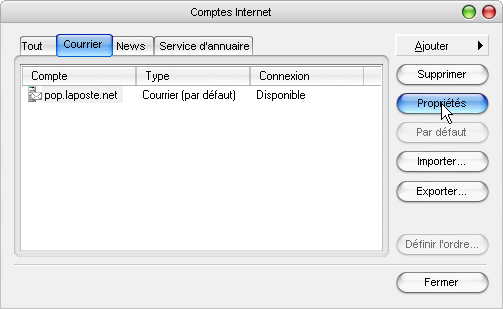 Comptes Internet
Tout Courrier News Service d'annuaire
Ajouter
Compte Type Connexion
pop.laposte.net Courrier (par défaut) Disponible
Supprimer
Propriétés
Par défaut
Importer...
Exporter...
Définir l'ordre...
Fermer